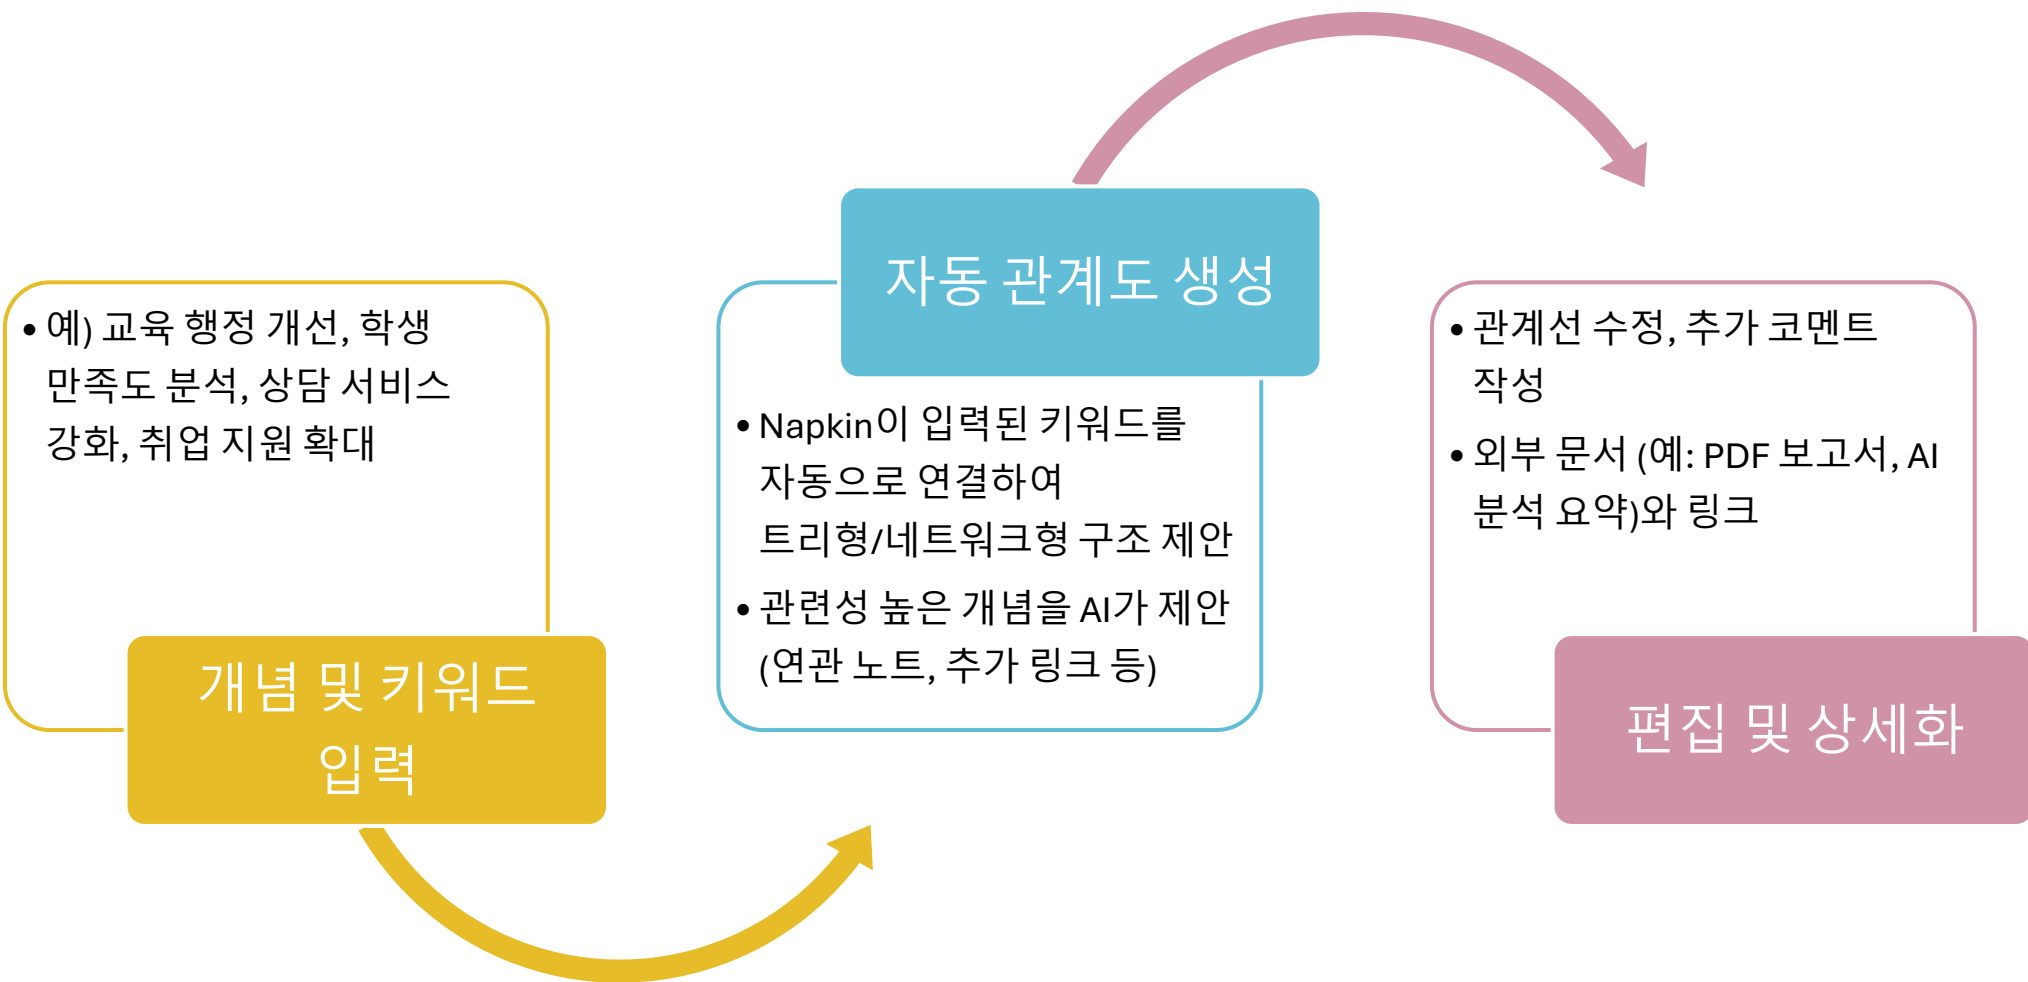 • 예) 교육 행정 개선, 학생
만족도 분석, 상담 서비스
강화, 취업 지원 확대
개념 및 키워드
입력
자동 관계도 생성
• Napkin이 입력된 키워드를
자동으로 연결하여
트리형/네트워크형 구조 제안
• 관련성 높은 개념을 AI가 제안
(연관 노트, 추가 링크 등)
• 관계선 수정, 추가 코멘트
작성
• 외부 문서 (예: PDF 보고서, AI
분석 요약)와 링크
편집 및 상세화